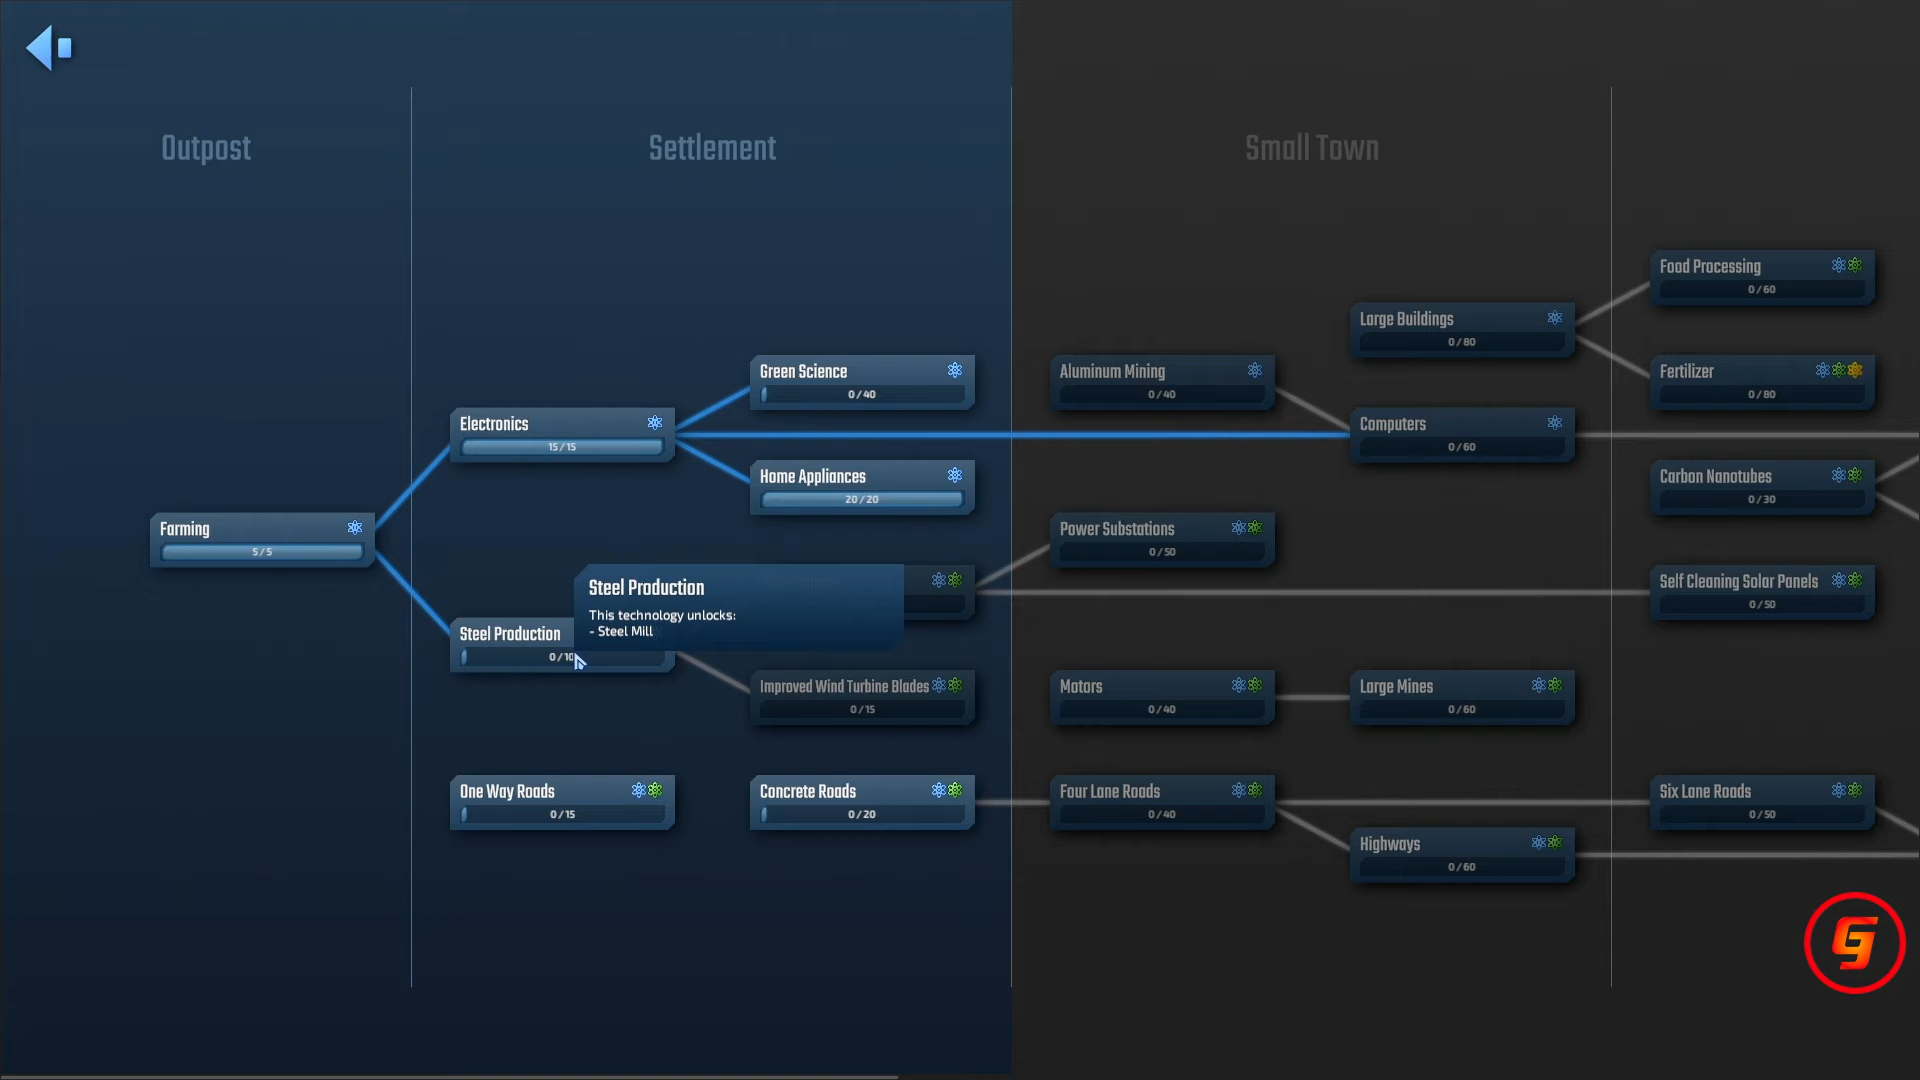 Outpost
Settlement
Small Town
Farming
5/5
Electronics
15/15
Steel Production
0/10
One Way Roads
0/15
Green Science
0/40
Home Appliances
20/20
Steel Production
This technology unlocks:
- Steel Mill
Improved Wind Turbine Blades
0/15
Concrete Roads
0/20
Aluminum Mining
0/40
Power Substations
0/50
Motors
0/40
Four Lane Roads
0/40
Large Buildings
0/80
Computers
0/60
Large Mines
0/60
Highways
0/60
Food Processing
0/60
Fertilizer
0/80
Carbon Nanotubes
0/30
Self Cleaning Solar Panels
0/50
Six Lane Roads
0/50